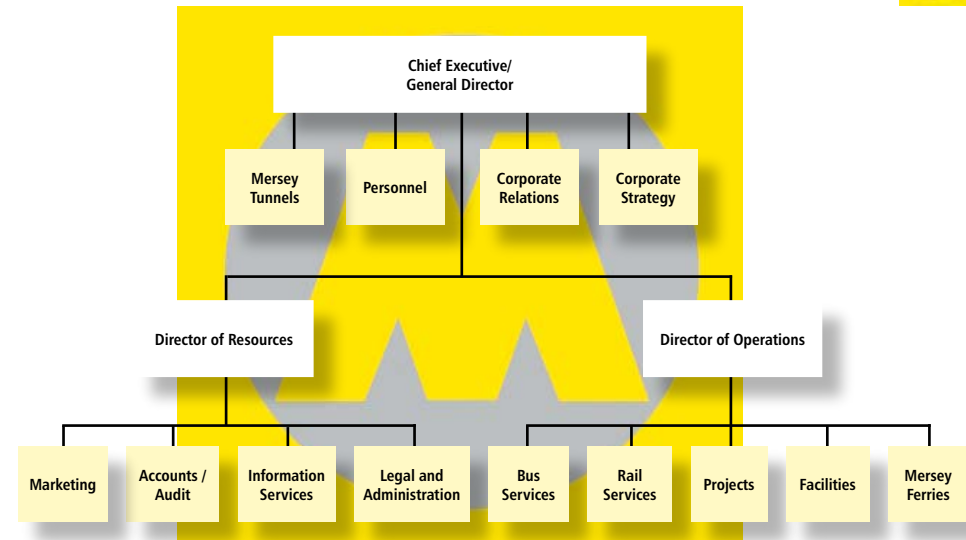 Chief Executive/
General Director
Mersey
Tunnels
Personnel
Corporate
Relations
Corporate
Strategy
Director of Resources
Director of Operations
Marketing
Accounts /
Audit
Information
Services
Legal and
Administration
Bus
Services
Rail
Services
Projects
Facilities
Mersey
Ferries